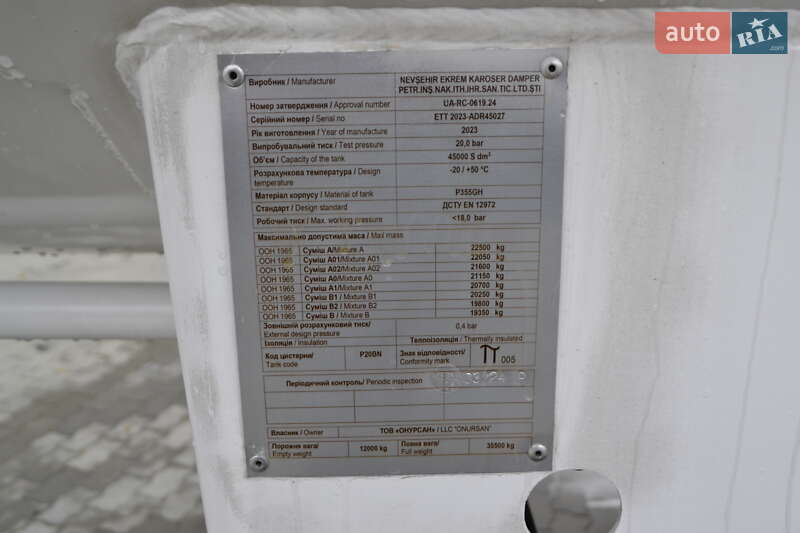 auto RIA.com
Виробник / Manufacturer NEVŞEHIR EKREM KAROSER DAMPER
PETR.INŞ.NAK.ITH.IHR.SAN.TIC.LTD.ŞTI
Номер затвердження / Approval number UA-RC-0619.24
Серійний номер / Serial no ETT 2023-ADR45027
Рік виготовлення / Year of manufacture 2023
Випробувальний тиск / Test pressure 20,0 bar
Об'єм / Capacity of the tank 45000 S dm³
Розрахункова температура / Design temperature -20 / +50 °C
Матеріал корпусу / Material of tank P355GH
Стандарт / Design standard ДСТУ EN 12972
Робочий тиск / Max. working pressure <18,0 bar
Максимально допустима маса / Maxi mass
ООН 1965 Суміш А/Mixture A 22500 kg
ООН 1965 Суміш А01/Mixture A01 22050 kg
ООН 1965 Суміш А02/Mixture A02 21600 kg
ООН 1965 Суміш А0/Mixture A0 21150 kg
ООН 1965 Суміш А1/Mixture A1 20700 kg
ООН 1965 Суміш B1 / Mixture B1 20250 kg
ООН 1965 Суміш B2 / Mixture B2 19800 kg
ООН 1965 Суміш B / Mixture B 19350 kg
Зовнішній розрахунковий тиск/
External design pressure 0,4 bar
Ізоляція / Insulation Теплоізоляція / Thermally insulated
Код цистерни/
Tank code P20BN Знак відповідності/
Conformity mark 005
Періодичний контроль/ Periodic inspection 03/24
Власник / Owner ТОВ «ОНУРСАН» / LLC "ONURSAN"
Порожня вага/
Empty weight 12000 kg Повна вага/
Full weight 35500 kg